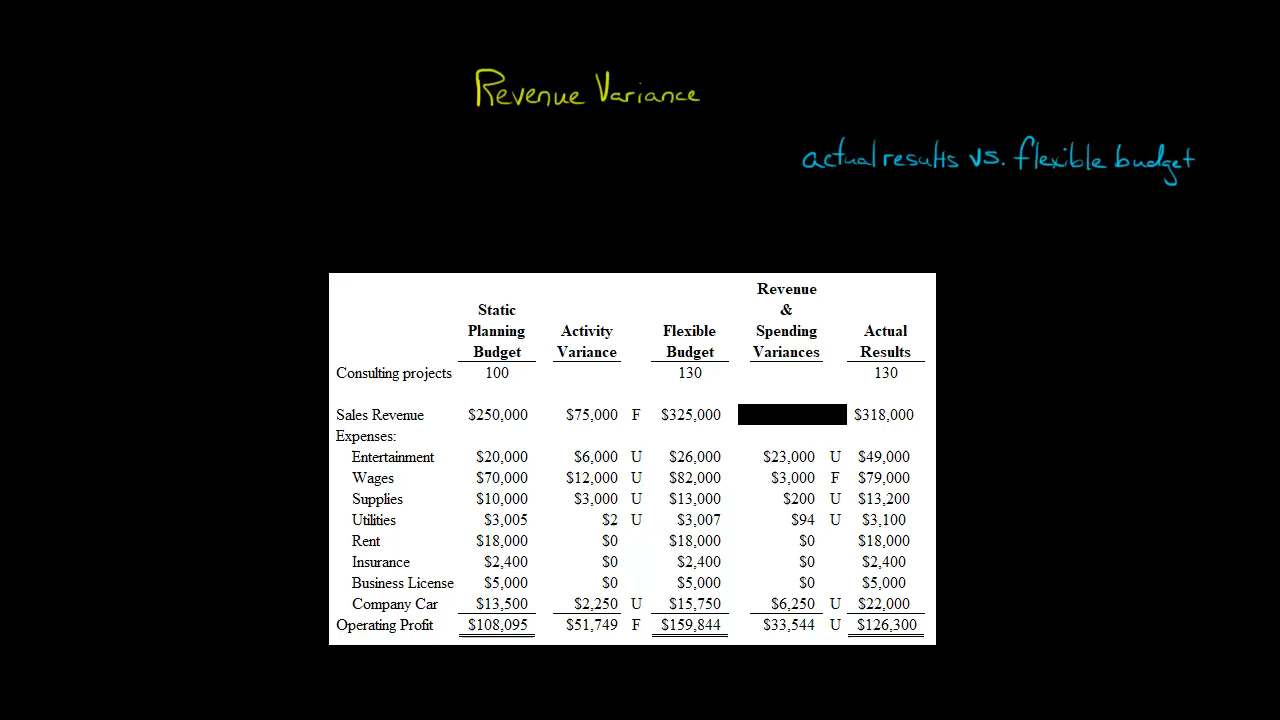 Revenue Variance
actual results vs. flexible budget
Revenue
Static & 
Planning Activity Flexible Spending Actual
Budget Variance Budget Variances Results
Consulting projects 100 130 130
Sales Revenue $250,000 $75,000 F $325,000 $318,000
Expenses:
Entertainment $20,000 $6,000 U $26,000 $23,000 U $49,000
Wages $70,000 $12,000 U $82,000 $3,000 F $79,000
Supplies $10,000 $3,000 U $13,000 $200 U $13,200
Utilities $3,005 $2 U $3,007 $94 U $3,100
Rent $18,000 $0 $18,000 $0 $18,000
Insurance $2,400 $0 $2,400 $0 $2,400
Business License $5,000 $0 $5,000 $0 $5,000
Company Car $13,500 $2,250 U $15,750 $6,250 U $22,000
Operating Profit $108,095 $51,749 F $159,844 $33,544 U $126,300